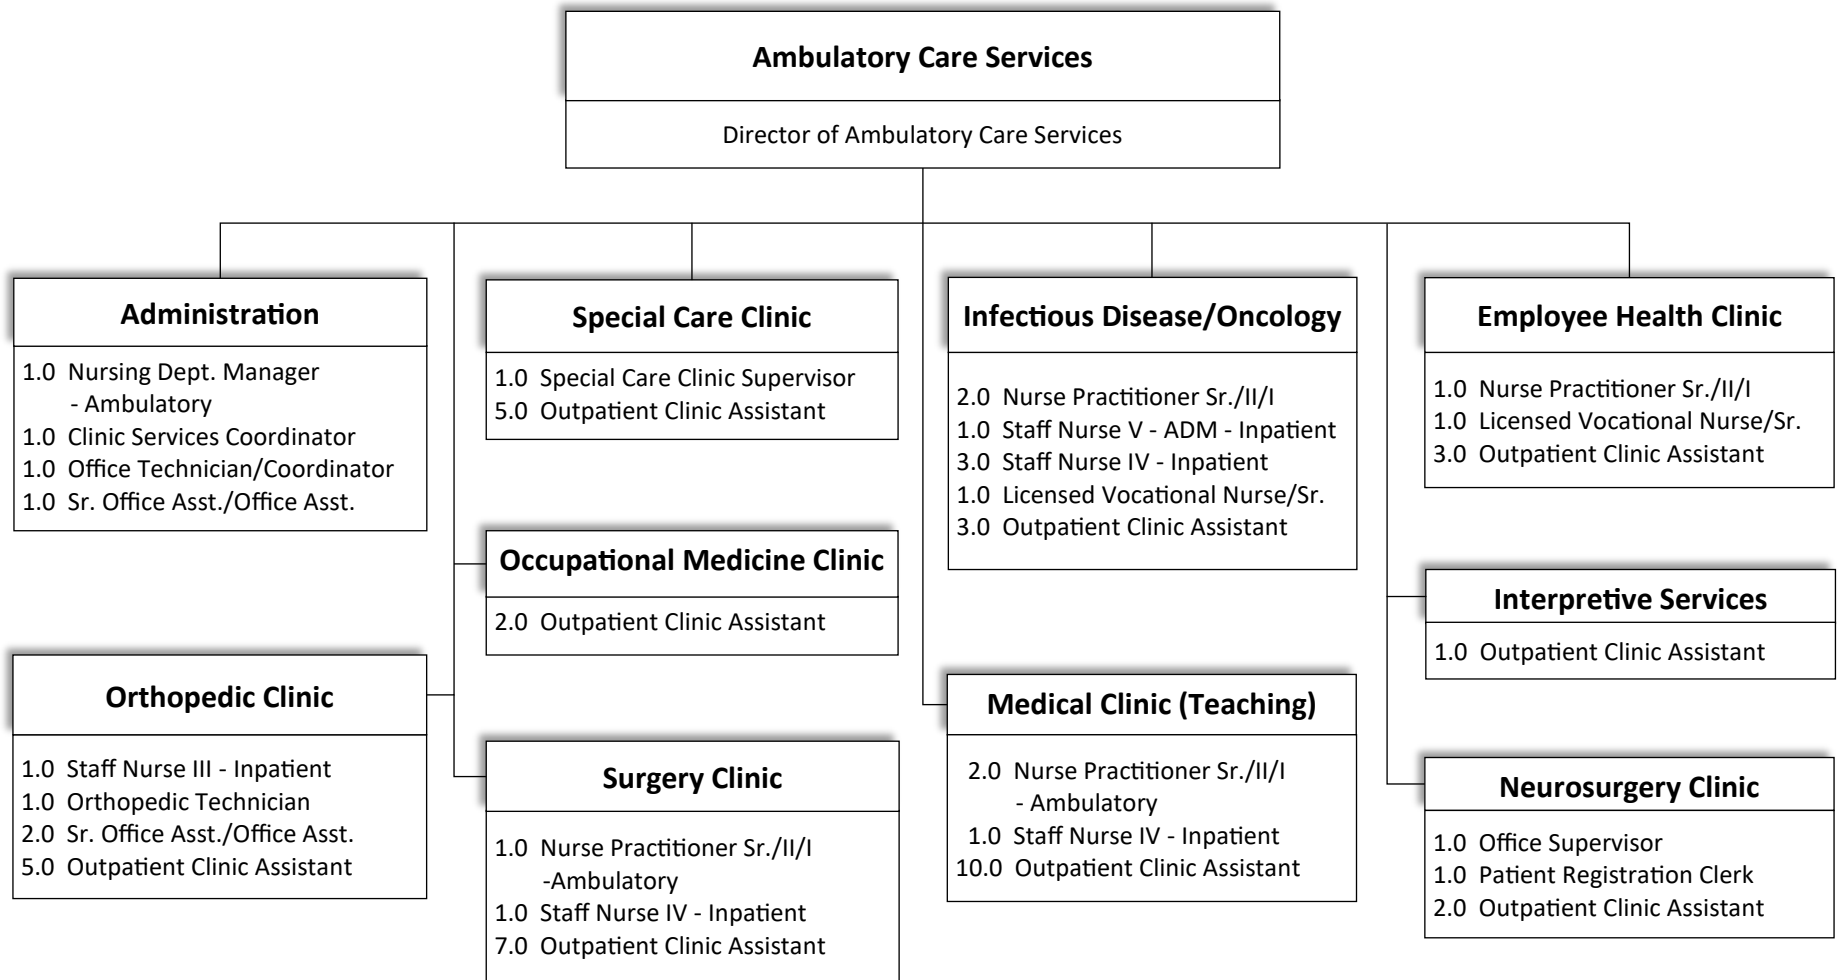 Ambulatory Care Services
Director of Ambulatory Care Services
Administration
1.0 Nursing Dept. Manager
- Ambulatory
1.0 Clinic Services Coordinator
1.0 Office Technician/Coordinator
1.0 Sr. Office Asst./Office Asst.
Orthopedic Clinic
1.0 Staff Nurse III - Inpatient
1.0 Orthopedic Technician
2.0 Sr. Office Asst./Office Asst.
5.0 Outpatient Clinic Assistant
Special Care Clinic
1.0 Special Care Clinic Supervisor
5.0 Outpatient Clinic Assistant
Occupational Medicine Clinic
2.0 Outpatient Clinic Assistant
Surgery Clinic
1.0 Nurse Practitioner Sr./II/I
-Ambulatory
1.0 Staff Nurse IV - Inpatient
7.0 Outpatient Clinic Assistant
Infectious Disease/Oncology
2.0 Nurse Practitioner Sr./II/I
1.0 Staff Nurse V - ADM - Inpatient
3.0 Staff Nurse IV - Inpatient
1.0 Licensed Vocational Nurse/Sr.
3.0 Outpatient Clinic Assistant
Medical Clinic (Teaching)
2.0 Nurse Practitioner Sr./II/I
- Ambulatory
1.0 Staff Nurse IV - Inpatient
10.0 Outpatient Clinic Assistant
Employee Health Clinic
1.0 Nurse Practitioner Sr./II/I
1.0 Licensed Vocational Nurse/Sr.
3.0 Outpatient Clinic Assistant
Interpretive Services
1.0 Outpatient Clinic Assistant
Neurosurgery Clinic
1.0 Office Supervisor
1.0 Patient Registration Clerk
2.0 Outpatient Clinic Assistant